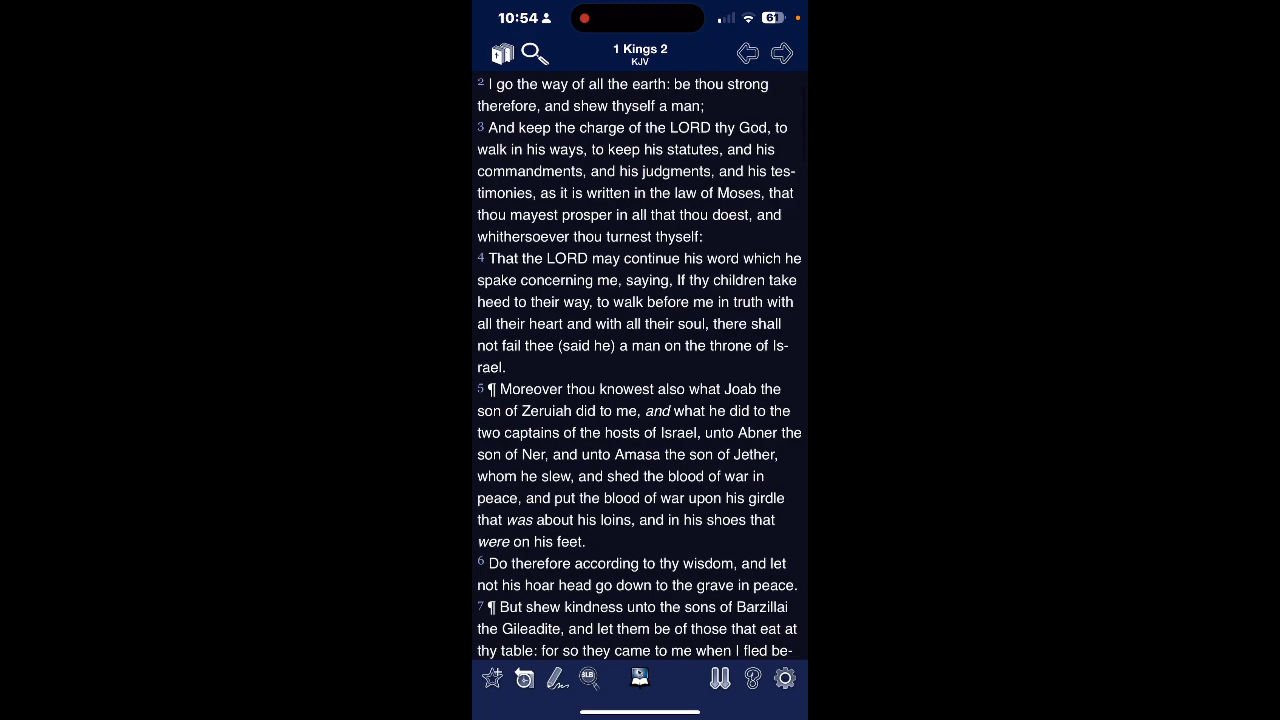 10:54
61
1 Kings 2
KJV
2 I go the way of all the earth: be thou strong
therefore, and shew thyself a man;
3 And keep the charge of the LORD thy God, to
walk in his ways, to keep his statutes, and his
commandments, and his judgments, and his tes-
timonies, as it is written in the law of Moses, that
thou mayest prosper in all that thou doest, and
whithersoever thou turnest thyself:
4 That the LORD may continue his word which he
spake concerning me, saying, If thy children take
heed to their way, to walk before me in truth with
all their heart and with all their soul, there shall
not fail thee (said he) a man on the throne of Is-
rael.
5 ¶ Moreover thou knowest also what Joab the
son of Zeruiah did to me, and what he did to the
two captains of the hosts of Israel, unto Abner the
son of Ner, and unto Amasa the son of Jether,
whom he slew, and shed the blood of war in
peace, and put the blood of war upon his girdle
that was about his loins, and in his shoes that
were on his feet.
6 Do therefore according to thy wisdom, and let
not his hoar head go down to the grave in peace.
7 ¶ But shew kindness unto the sons of Barzillai
the Gileadite, and let them be of those that eat at
thy table: for so they came to me when I fled be-
SLB